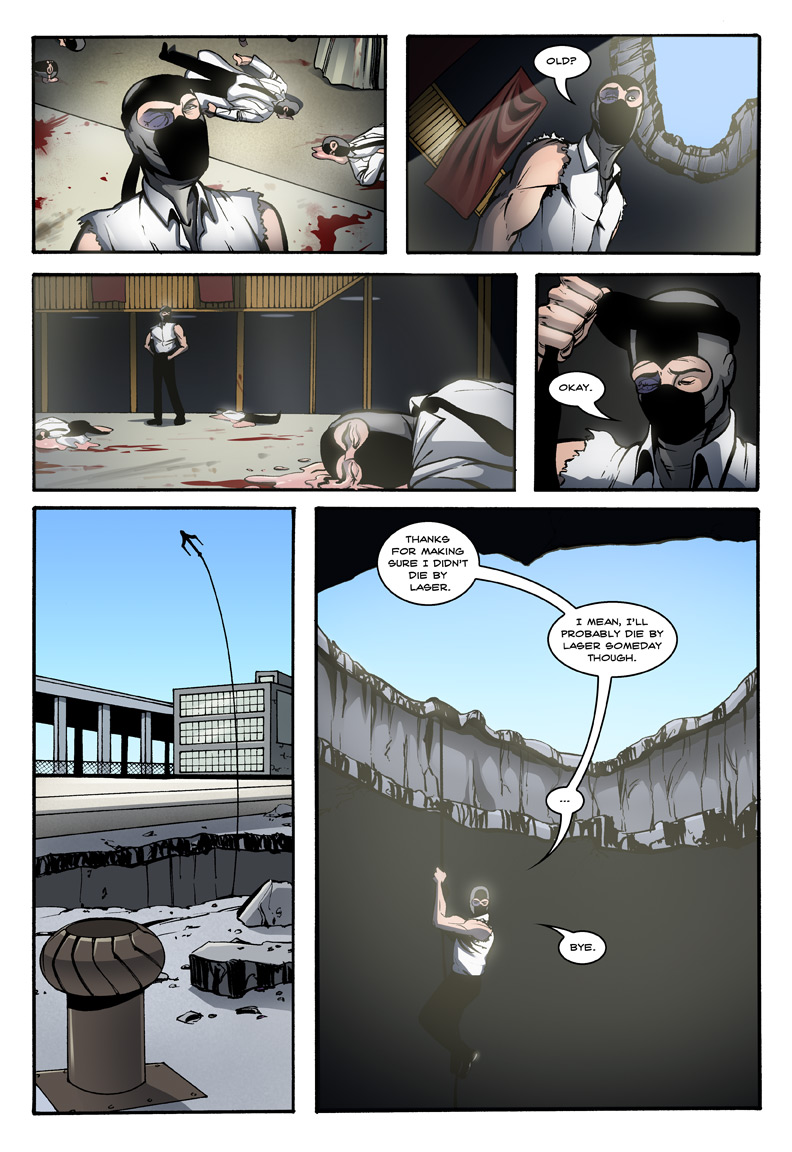 OLD?
OKAY.
THANKS
FOR MAKING
SURE I DIDN'T
DIE BY
LASER.
I MEAN, I'LL
PROBABLY DIE BY
LASER SOMEDAY
THOUGH.
...
BYE.